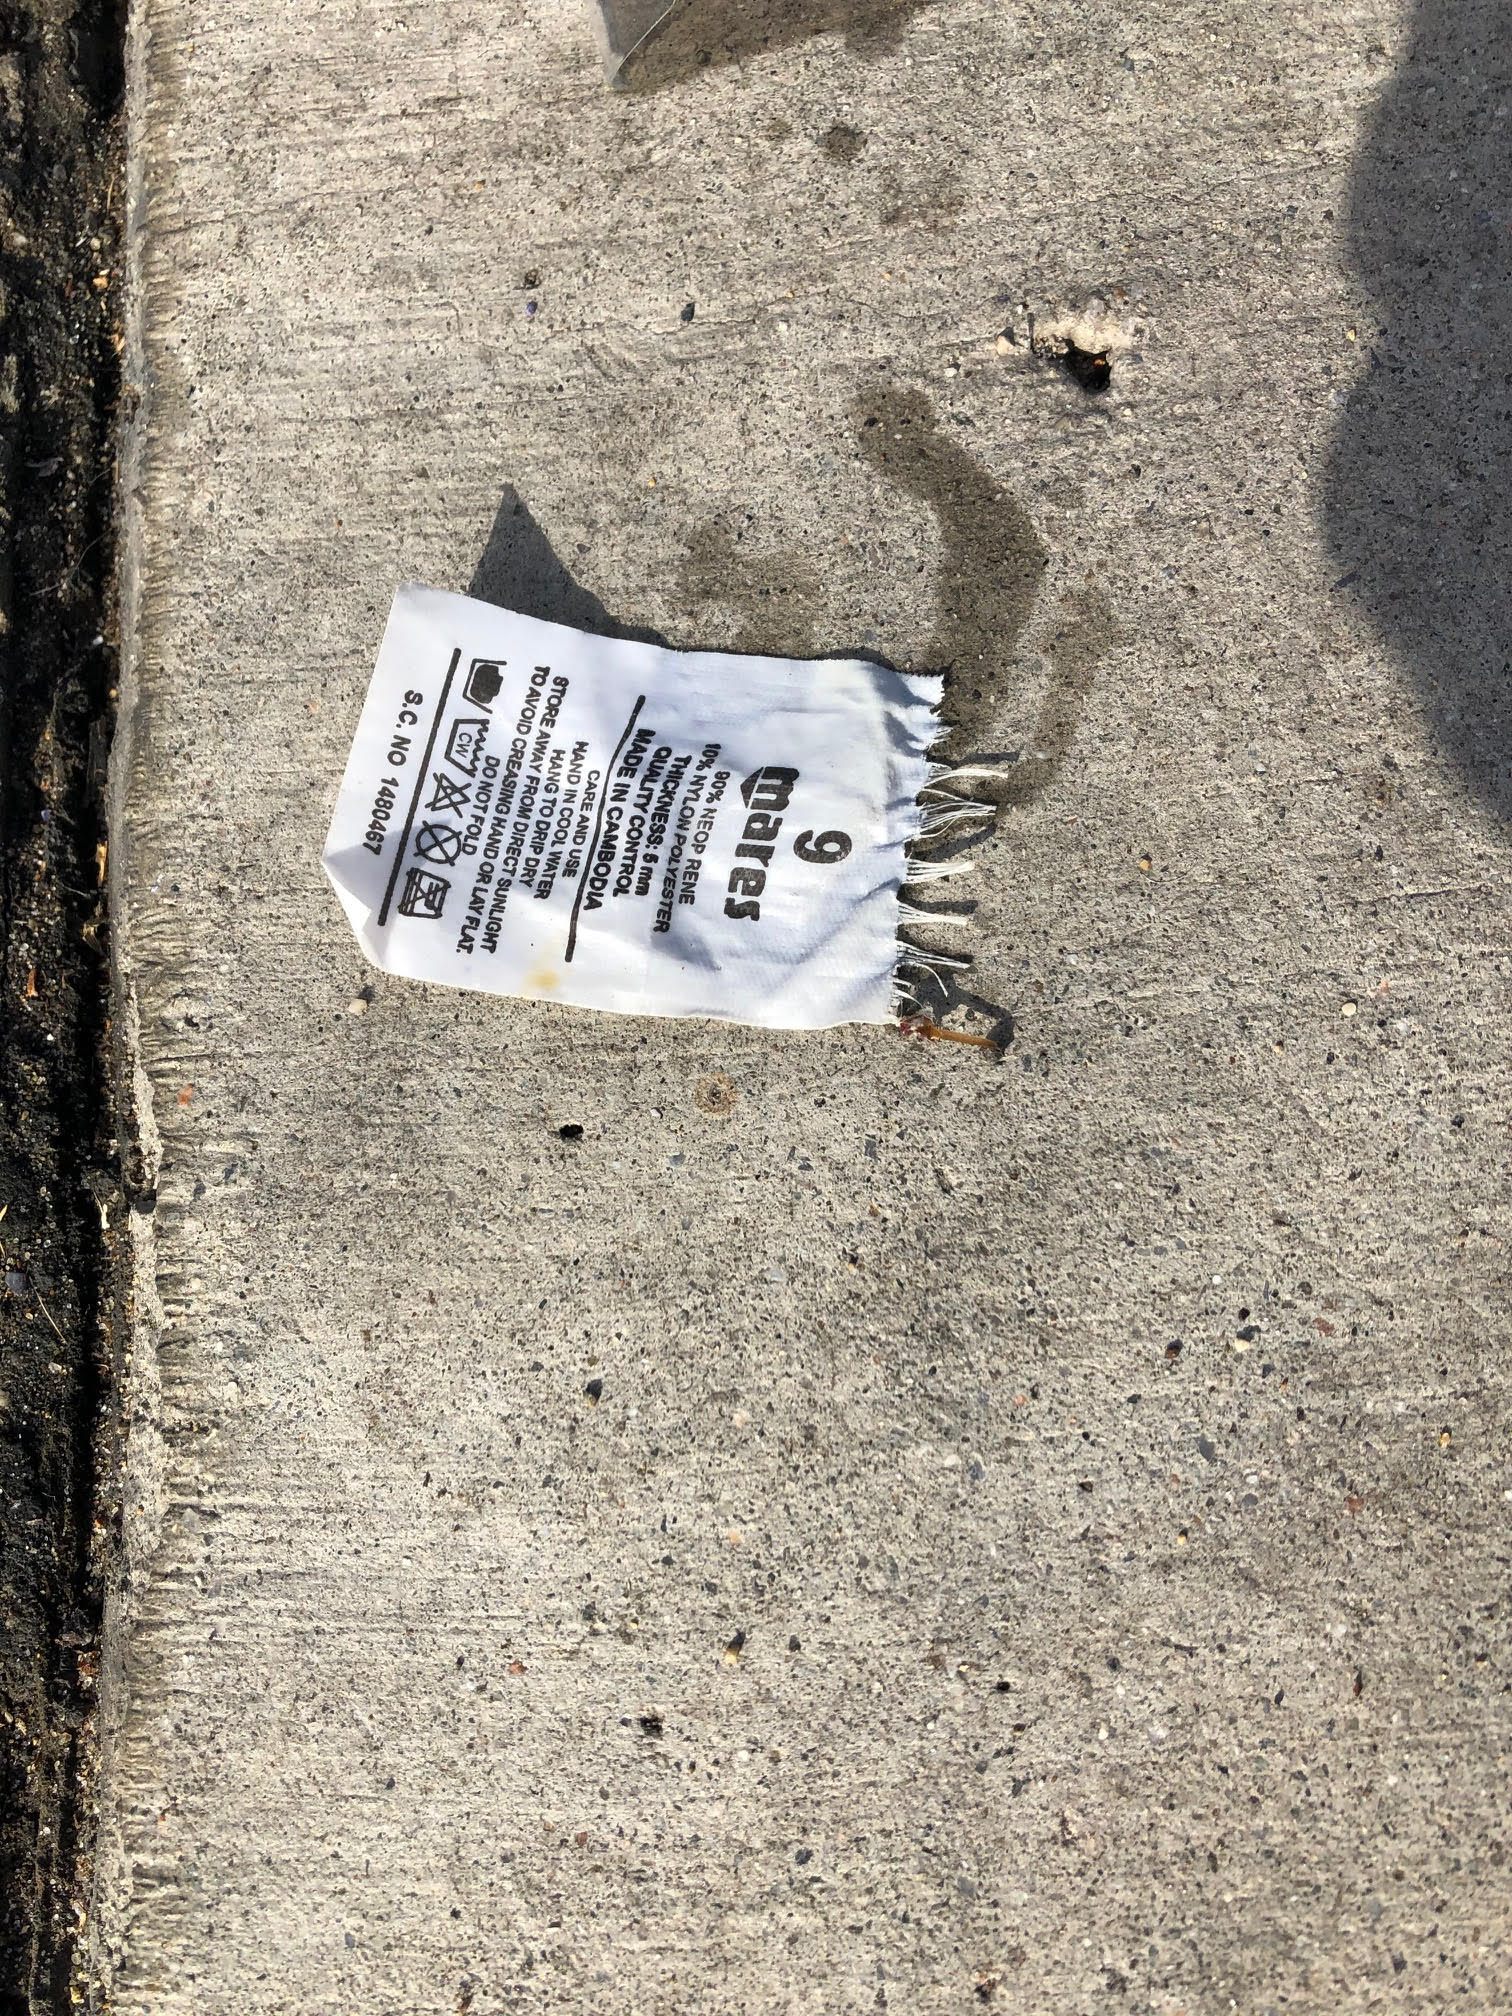 9
mares
90% NEOPRENE
10% NYLON POLYESTER
THICKNESS: 5 mm
QUALITY CONTROL
MADE IN CAMBODIA
CARE AND USE
HAND IN COOL WATER
HANG TO DRIP DRY
STORE AWAY FROM DIRECT SUNLIGHT
TO AVOID CREASING HAND OR LAY FLAT.
DO NOT FOLD
S.C. NO 1480467